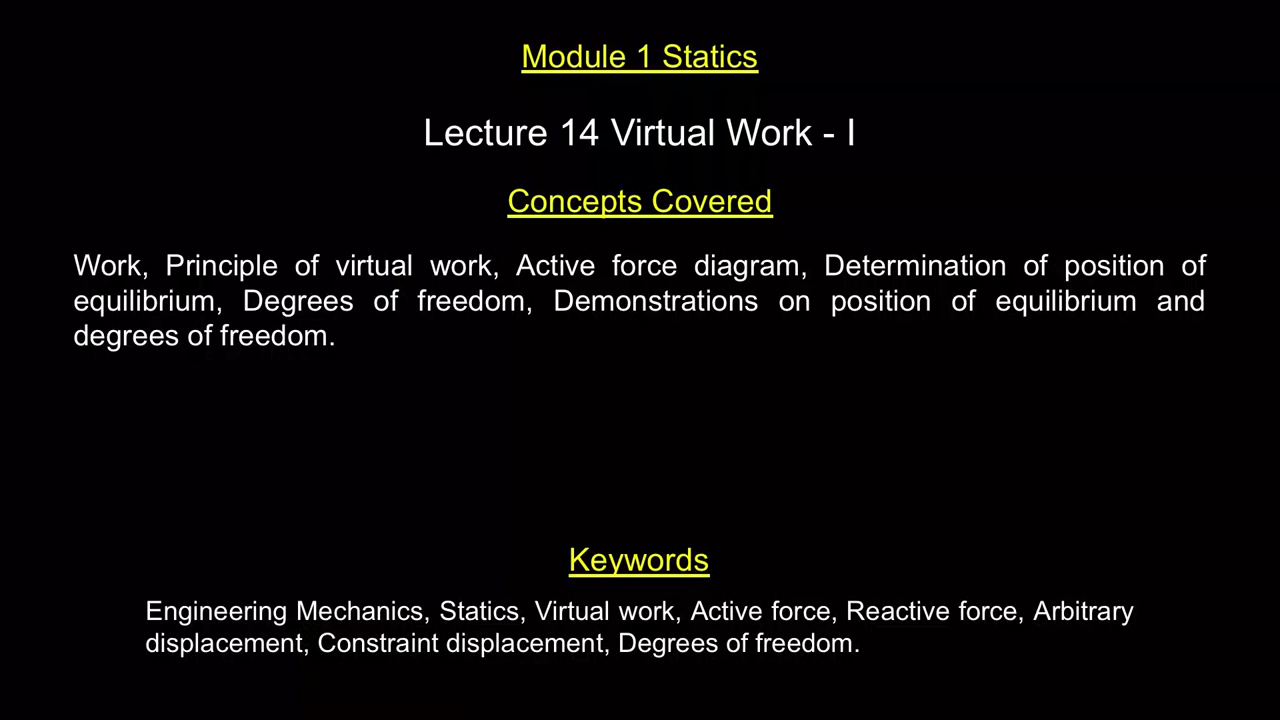 Module 1 Statics
Lecture 14 Virtual Work - I
Concepts Covered
Work, Principle of virtual work, Active force diagram, Determination of position of
equilibrium, Degrees of freedom, Demonstrations on position of equilibrium and
degrees of freedom.
Keywords
Engineering Mechanics, Statics, Virtual work, Active force, Reactive force, Arbitrary
displacement, Constraint displacement, Degrees of freedom.